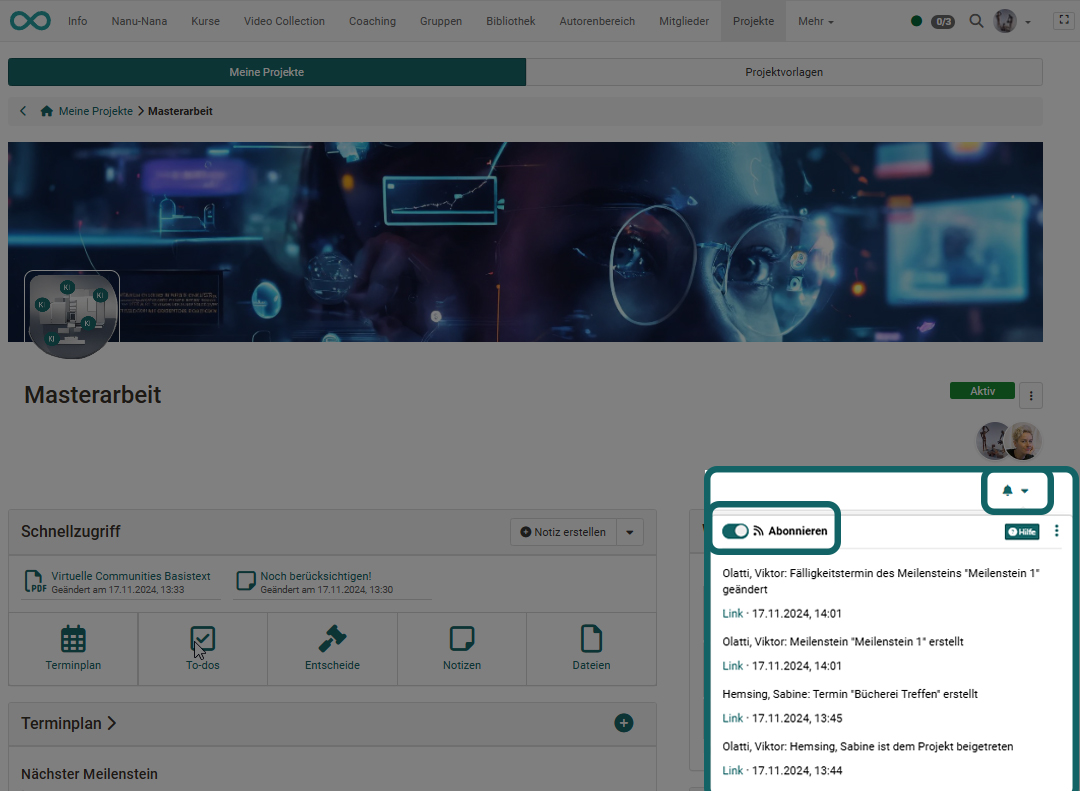 Info Nanu-Nana Kurse Video Collection Coaching Gruppen Bibliothek Autorenbereich Mitglieder Projekte Mehr 0/3
Meine Projekte Projektvorlagen
Meine Projekte Masterarbeit
KI
KI
KI
KI
KI
Masterarbeit
Aktiv
Schnellzugriff
Notiz erstellen
PDF
Virtuelle Communities Basistext
Geändert am 17.11.2024, 13:33
Noch berücksichtigen!
Geändert am 17.11.2024, 13:30
Terminplan To-dos Entscheide Notizen Dateien
Terminplan
Nächster Meilenstein
Abonnieren Hilfe
Olatti, Viktor: Fälligkeitstermin des Meilensteins "Meilenstein 1"
geändert
Link · 17.11.2024, 14:01
Olatti, Viktor: Meilenstein "Meilenstein 1" erstellt
Link · 17.11.2024, 14:01
Hemsing, Sabine: Termin "Bücherei Treffen" erstellt
Link · 17.11.2024, 13:45
Olatti, Viktor: Hemsing, Sabine ist dem Projekt beigetreten
Link · 17.11.2024, 13:44